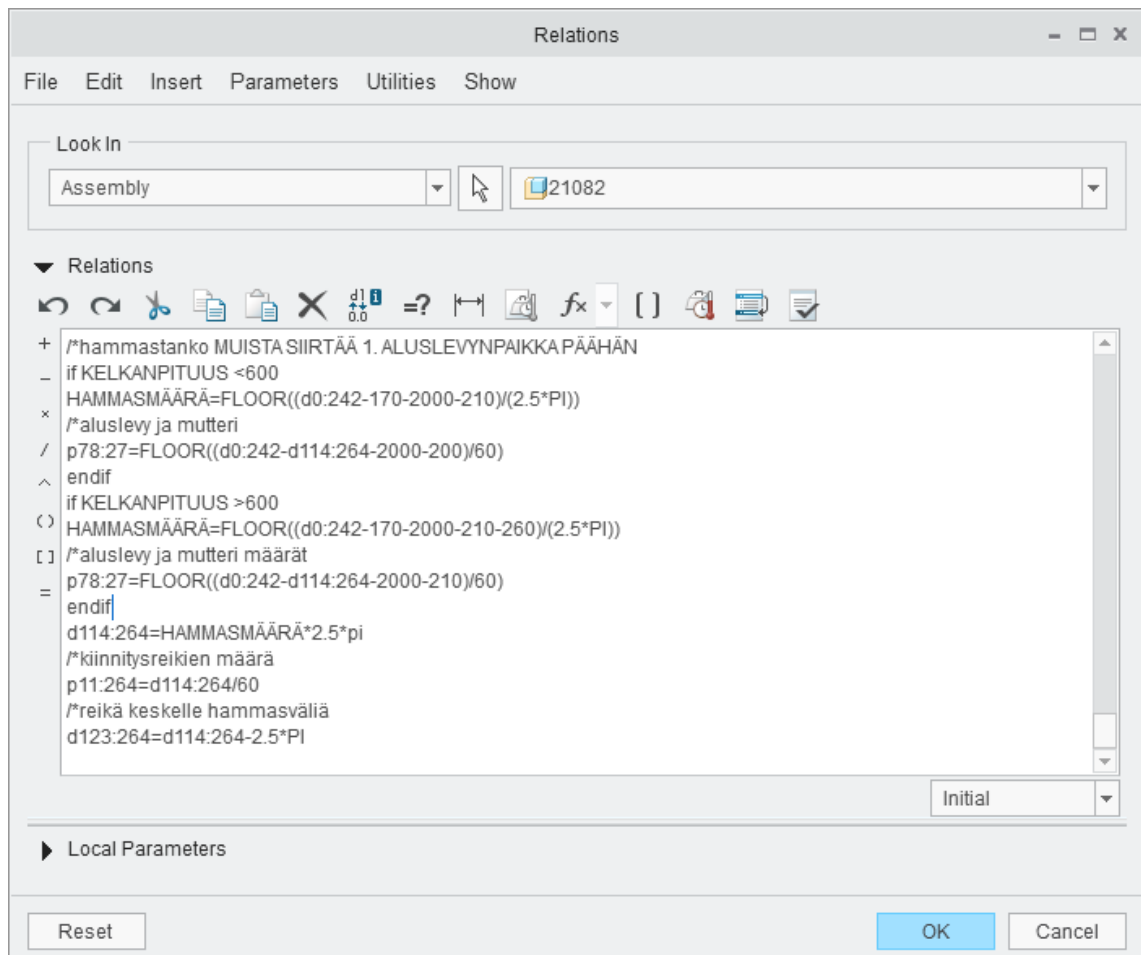 Relations
File Edit Insert Parameters Utilities Show
Look In
Assembly 21082
Relations
/*hammastanko MUISTA SIIRTÄÄ 1. ALUSLEVYNPAIKKA PÄÄHÄN
if KELKANPITUUS <600
HAMMASMÄÄRÄ=FLOOR((d0:242-170-2000-210)/(2.5*PI))
/*aluslevy ja mutteri
p78:27=FLOOR((d0:242-d114:264-2000-200)/60)
endif
if KELKANPITUUS >600
HAMMASMÄÄRÄ=FLOOR((d0:242-170-2000-210-260)/(2.5*PI))
/*aluslevy ja mutteri määrät
p78:27=FLOOR((d0:242-d114:264-2000-210)/60)
endif
d114:264=HAMMASMÄÄRÄ*2.5*pi
/*kiinnitysreikien määrä
p11:264=d114:264/60
/*reikä keskelle hammasväliä
d123:264=d114:264-2.5*PI
Initial
Local Parameters
Reset OK Cancel